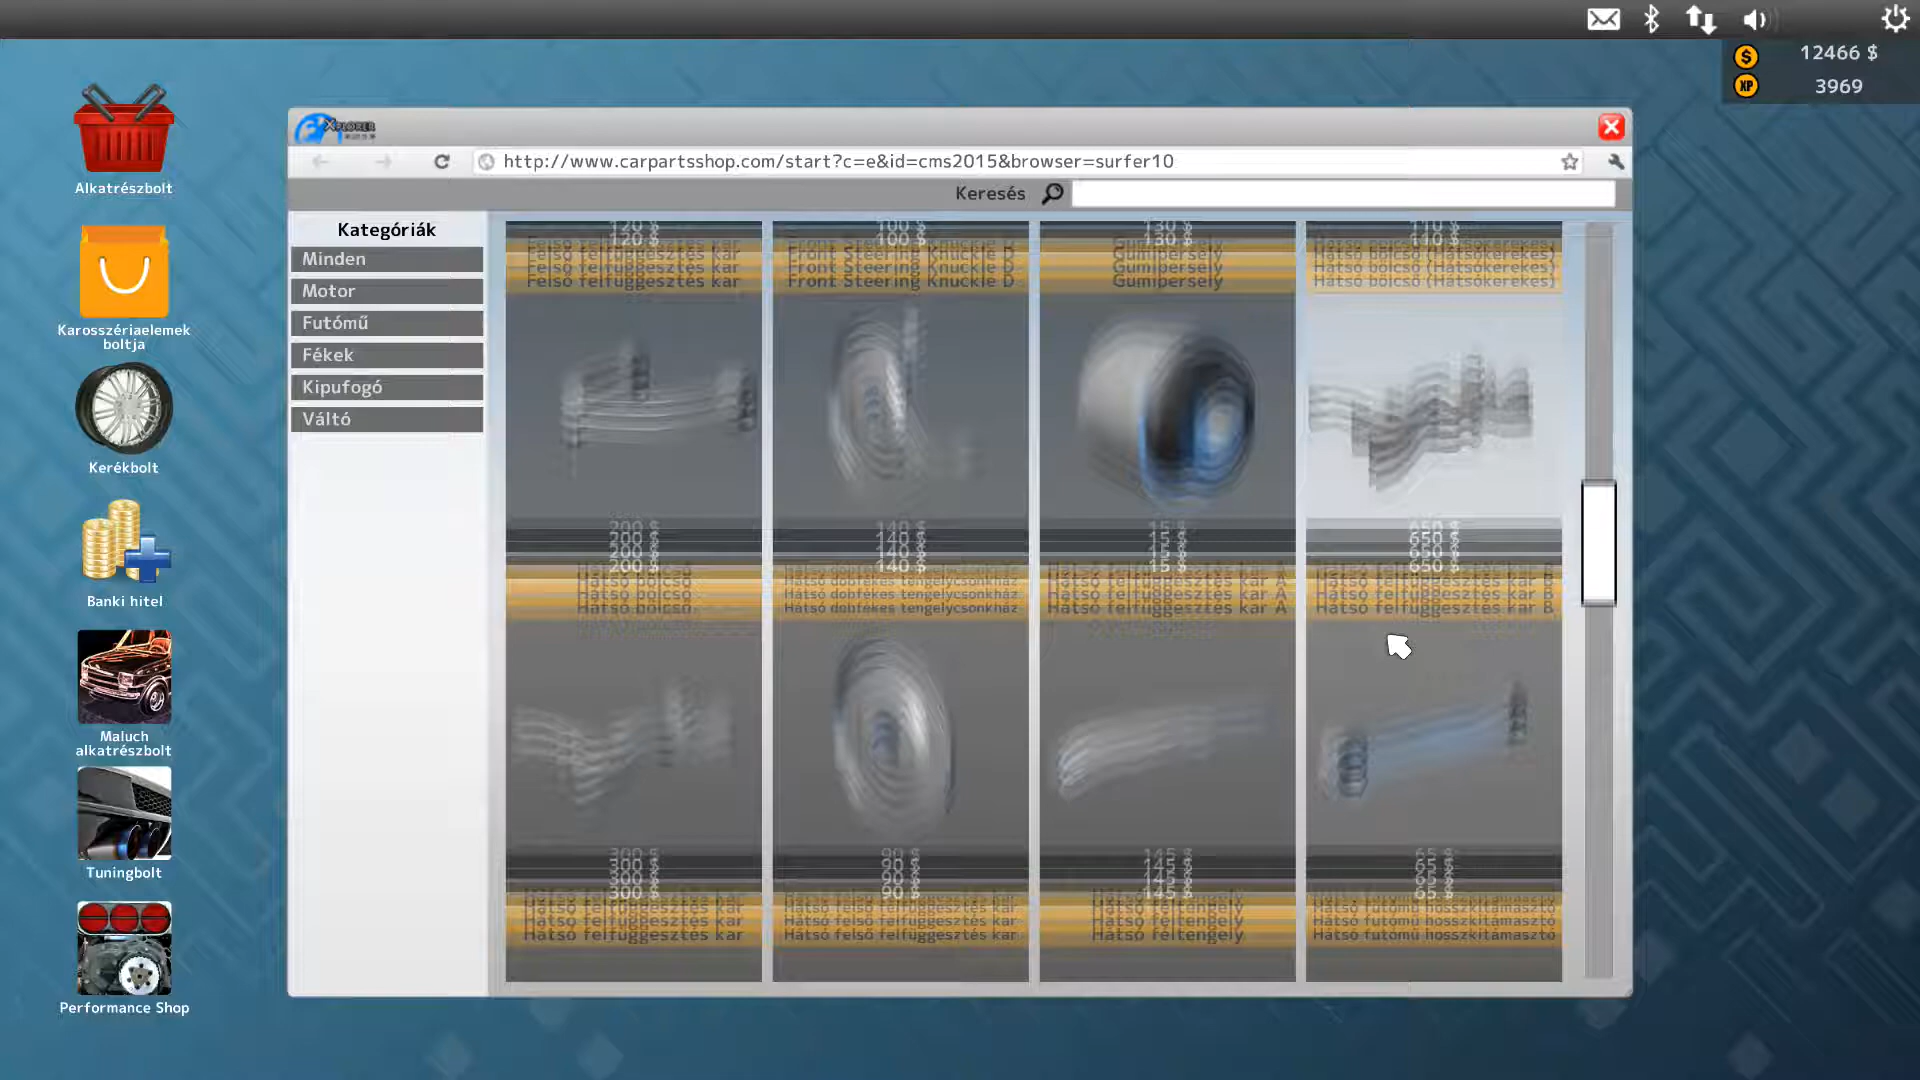 12466 $
3969
Alkatrészbolt
Karosszériaelemek
boltja
Kerékbolt
Banki hitel
Maluch
alkatrészbolt
Tuningbolt
Performance Shop
XPLORER
http://www.carpartsshop.com/start?c=e&id=cms2015&browser=surfer10
Keresés
Kategóriák
Minden
Motor
Futómű
Fékek
Kipufogó
Váltó
120 $
100 $
130 $
110 $
Felső felfüggesztés kar
Front Steering Knuckle D
Gumipersely
Hátsó bölcső (Hátsókerekes)
200 $
140 $
15 $
650 $
Hátsó bölcső
Hátsó dobfékes tengelycsonkház
Hátsó felfüggesztés kar A
Hátsó felfüggesztés kar B
300 $
90 $
145 $
65 $
Hátsó felfüggesztés kar
Hátsó felső felfüggesztés kar
Hátsó féltengely
Hátsó futómű hosszkitámasztó